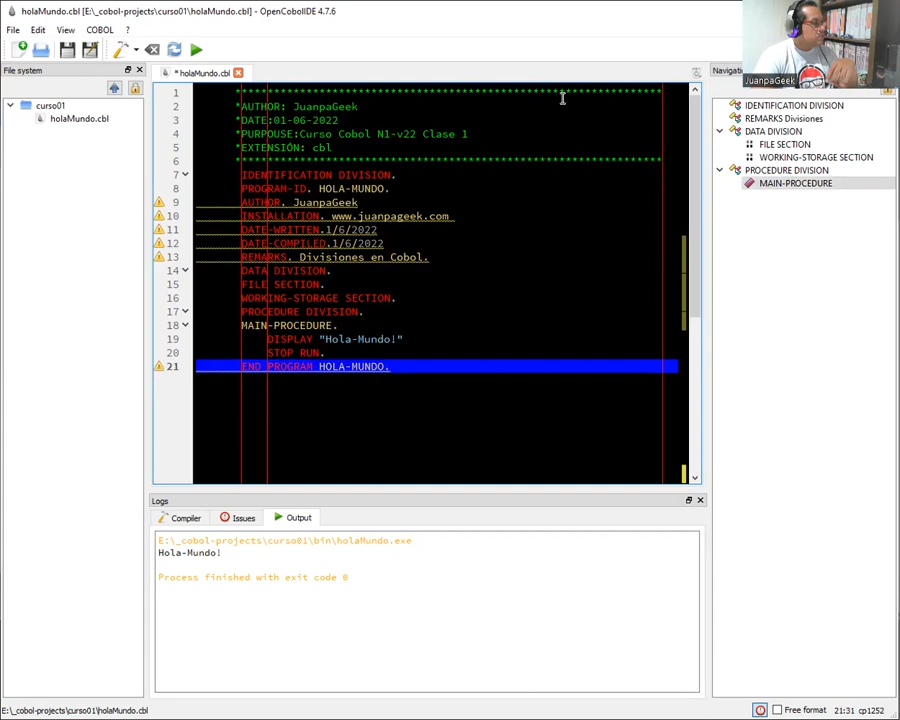 holaMundo.cbl [E:\_cobol-projects\curso01\holaMundo.cbl] - OpenCobolIDE 4.7.6
File Edit View COBOL ?
File system
curso01
holaMundo.cbl
* holaMundo.cbl
1 ******************************************************************
2 *AUTHOR: JuanpaGeek
3 *DATE:01-06-2022
4 *PURPOUSE:Curso Cobol N1-v22 Clase 1
5 *EXTENSIÓN: cbl
6 ******************************************************************
7 IDENTIFICATION DIVISION.
8 PROGRAM-ID. HOLA-MUNDO.
9 AUTHOR. JuanpaGeek
10 INSTALLATION. www.juanpageek.com
11 DATE-WRITTEN.1/6/2022
12 DATE-COMPILED.1/6/2022
13 REMARKS. Divisiones en Cobol.
14 DATA DIVISION.
15 FILE SECTION.
16 WORKING-STORAGE SECTION.
17 PROCEDURE DIVISION.
18 MAIN-PROCEDURE.
19 DISPLAY "Hola-Mundo!"
20 STOP RUN.
21 END PROGRAM HOLA-MUNDO.
JuanpaGeek
IDENTIFICATION DIVISION
REMARKS Divisiones
DATA DIVISION
FILE SECTION
WORKING-STORAGE SECTION
PROCEDURE DIVISION
MAIN-PROCEDURE
Logs
Compiler Issues Output
E:\_cobol-projects\curso01\bin\holaMundo.exe
Hola-Mundo!
Process finished with exit code 0
E:\_cobol-projects\curso01\holaMundo.cbl
Free format 21:31 cp1252